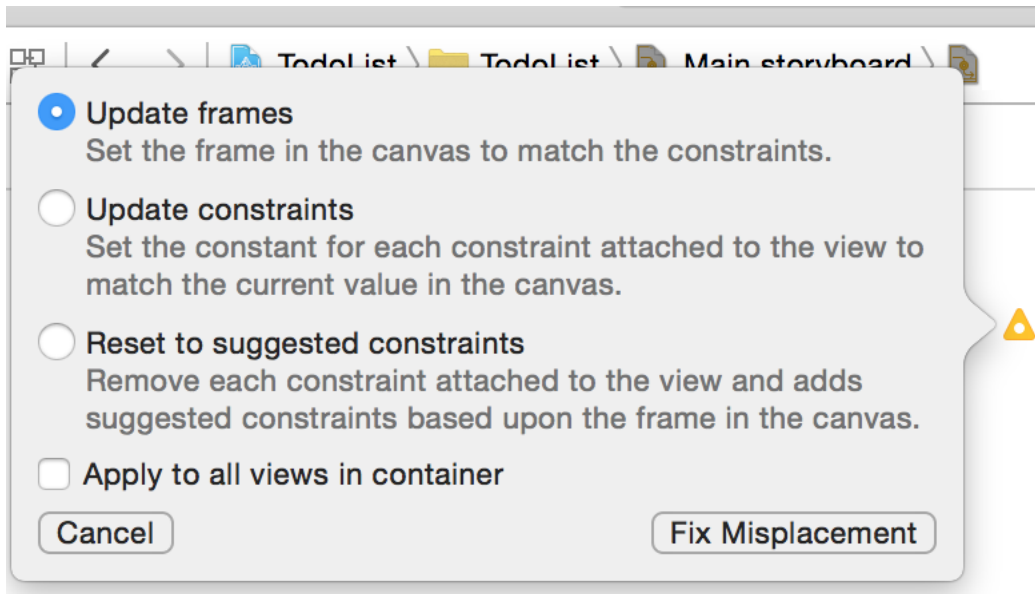 TodoList TodoList Main storyboard
Update frames
Set the frame in the canvas to match the constraints.
Update constraints
Set the constant for each constraint attached to the view to
match the current value in the canvas.
Reset to suggested constraints
Remove each constraint attached to the view and adds
suggested constraints based upon the frame in the canvas.
Apply to all views in container
Cancel Fix Misplacement